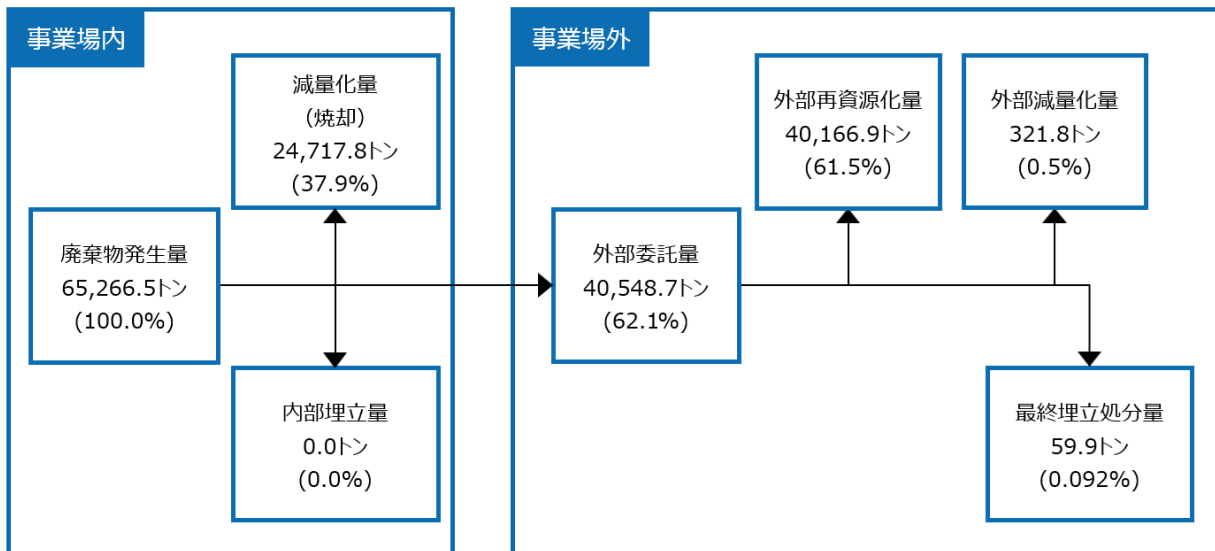 事業場内
減量化量
(焼却)
24,717.8トン
(37.9%)
廃棄物発生量
65,266.5トン
(100.0%)
内部埋立量
0.0トン
(0.0%)
事業場外
外部再資源化量
40,166.9トン
(61.5%)
外部減量化量
321.8トン
(0.5%)
外部委託量
40,548.7トン
(62.1%)
最終埋立処分量
59.9トン
(0.092%)